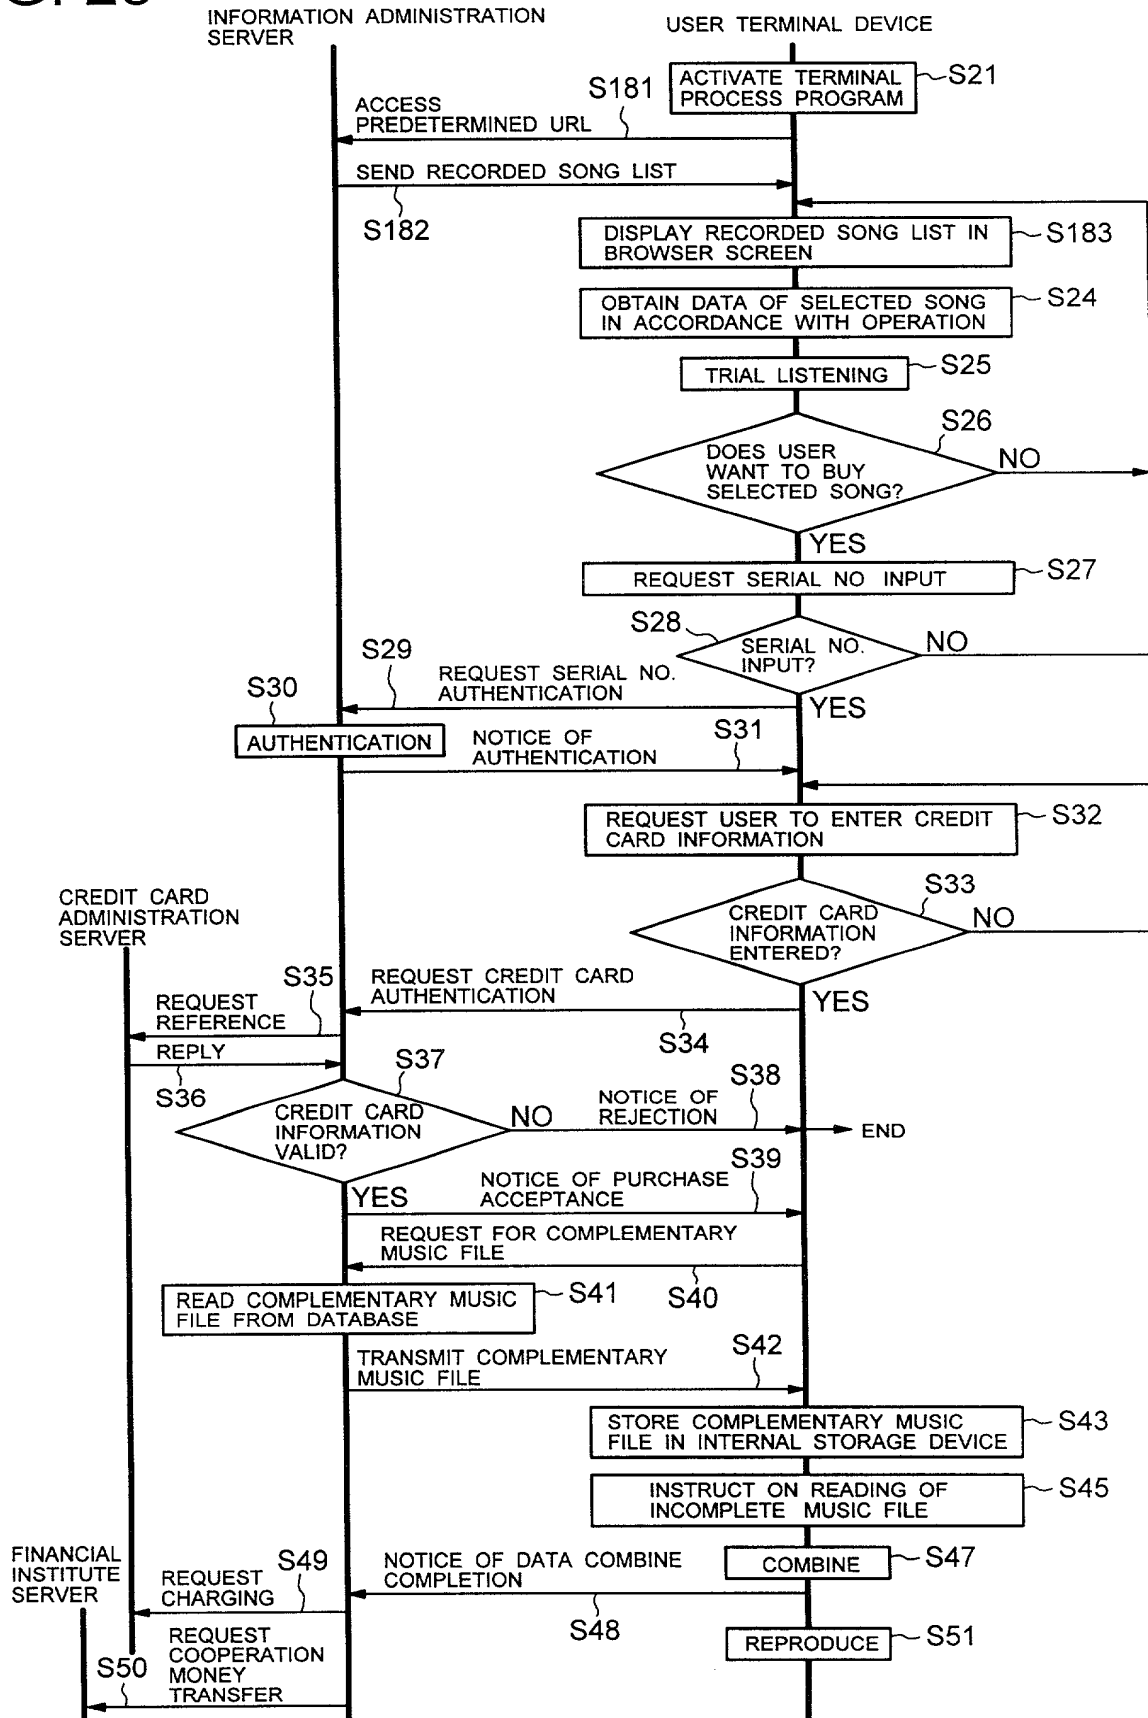 INFORMATION ADMINISTRATION
SERVER
USER TERMINAL DEVICE
ACTIVATE TERMINAL
PROCESS PROGRAM
S21
S181
ACCESS
PREDETERMINED URL
SEND RECORDED SONG LIST
S182
DISPLAY RECORDED SONG LIST IN
BROWSER SCREEN
S183
OBTAIN DATA OF SELECTED SONG
IN ACCORDANCE WITH OPERATION
S24
TRIAL LISTENING
S25
S26
DOES USER
WANT TO BUY
SELECTED SONG?
NO
YES
REQUEST SERIAL NO INPUT
S27
S28
SERIAL NO.
INPUT?
NO
YES
S29
REQUEST SERIAL NO.
AUTHENTICATION
S30
AUTHENTICATION
NOTICE OF
AUTHENTICATION
S31
REQUEST USER TO ENTER CREDIT
CARD INFORMATION
S32
S33
CREDIT CARD
INFORMATION
ENTERED?
NO
YES
CREDIT CARD
ADMINISTRATION
SERVER
REQUEST CREDIT CARD
AUTHENTICATION
S34
S35
REQUEST
REFERENCE
REPLY
S36
S37
CREDIT CARD
INFORMATION
VALID?
NO
NOTICE OF
REJECTION
S38
END
YES
NOTICE OF PURCHASE
ACCEPTANCE
S39
REQUEST FOR COMPLEMENTARY
MUSIC FILE
S40
READ COMPLEMENTARY MUSIC
FILE FROM DATABASE
S41
TRANSMIT COMPLEMENTARY
MUSIC FILE
S42
STORE COMPLEMENTARY MUSIC
FILE IN INTERNAL STORAGE DEVICE
S43
INSTRUCT ON READING OF
INCOMPLETE MUSIC FILE
S45
COMBINE
S47
NOTICE OF DATA COMBINE
COMPLETION
S48
FINANCIAL
INSTITUTE
SERVER
S49
REQUEST
CHARGING
REPRODUCE
S51
REQUEST
COOPERATION
MONEY
TRANSFER
S50